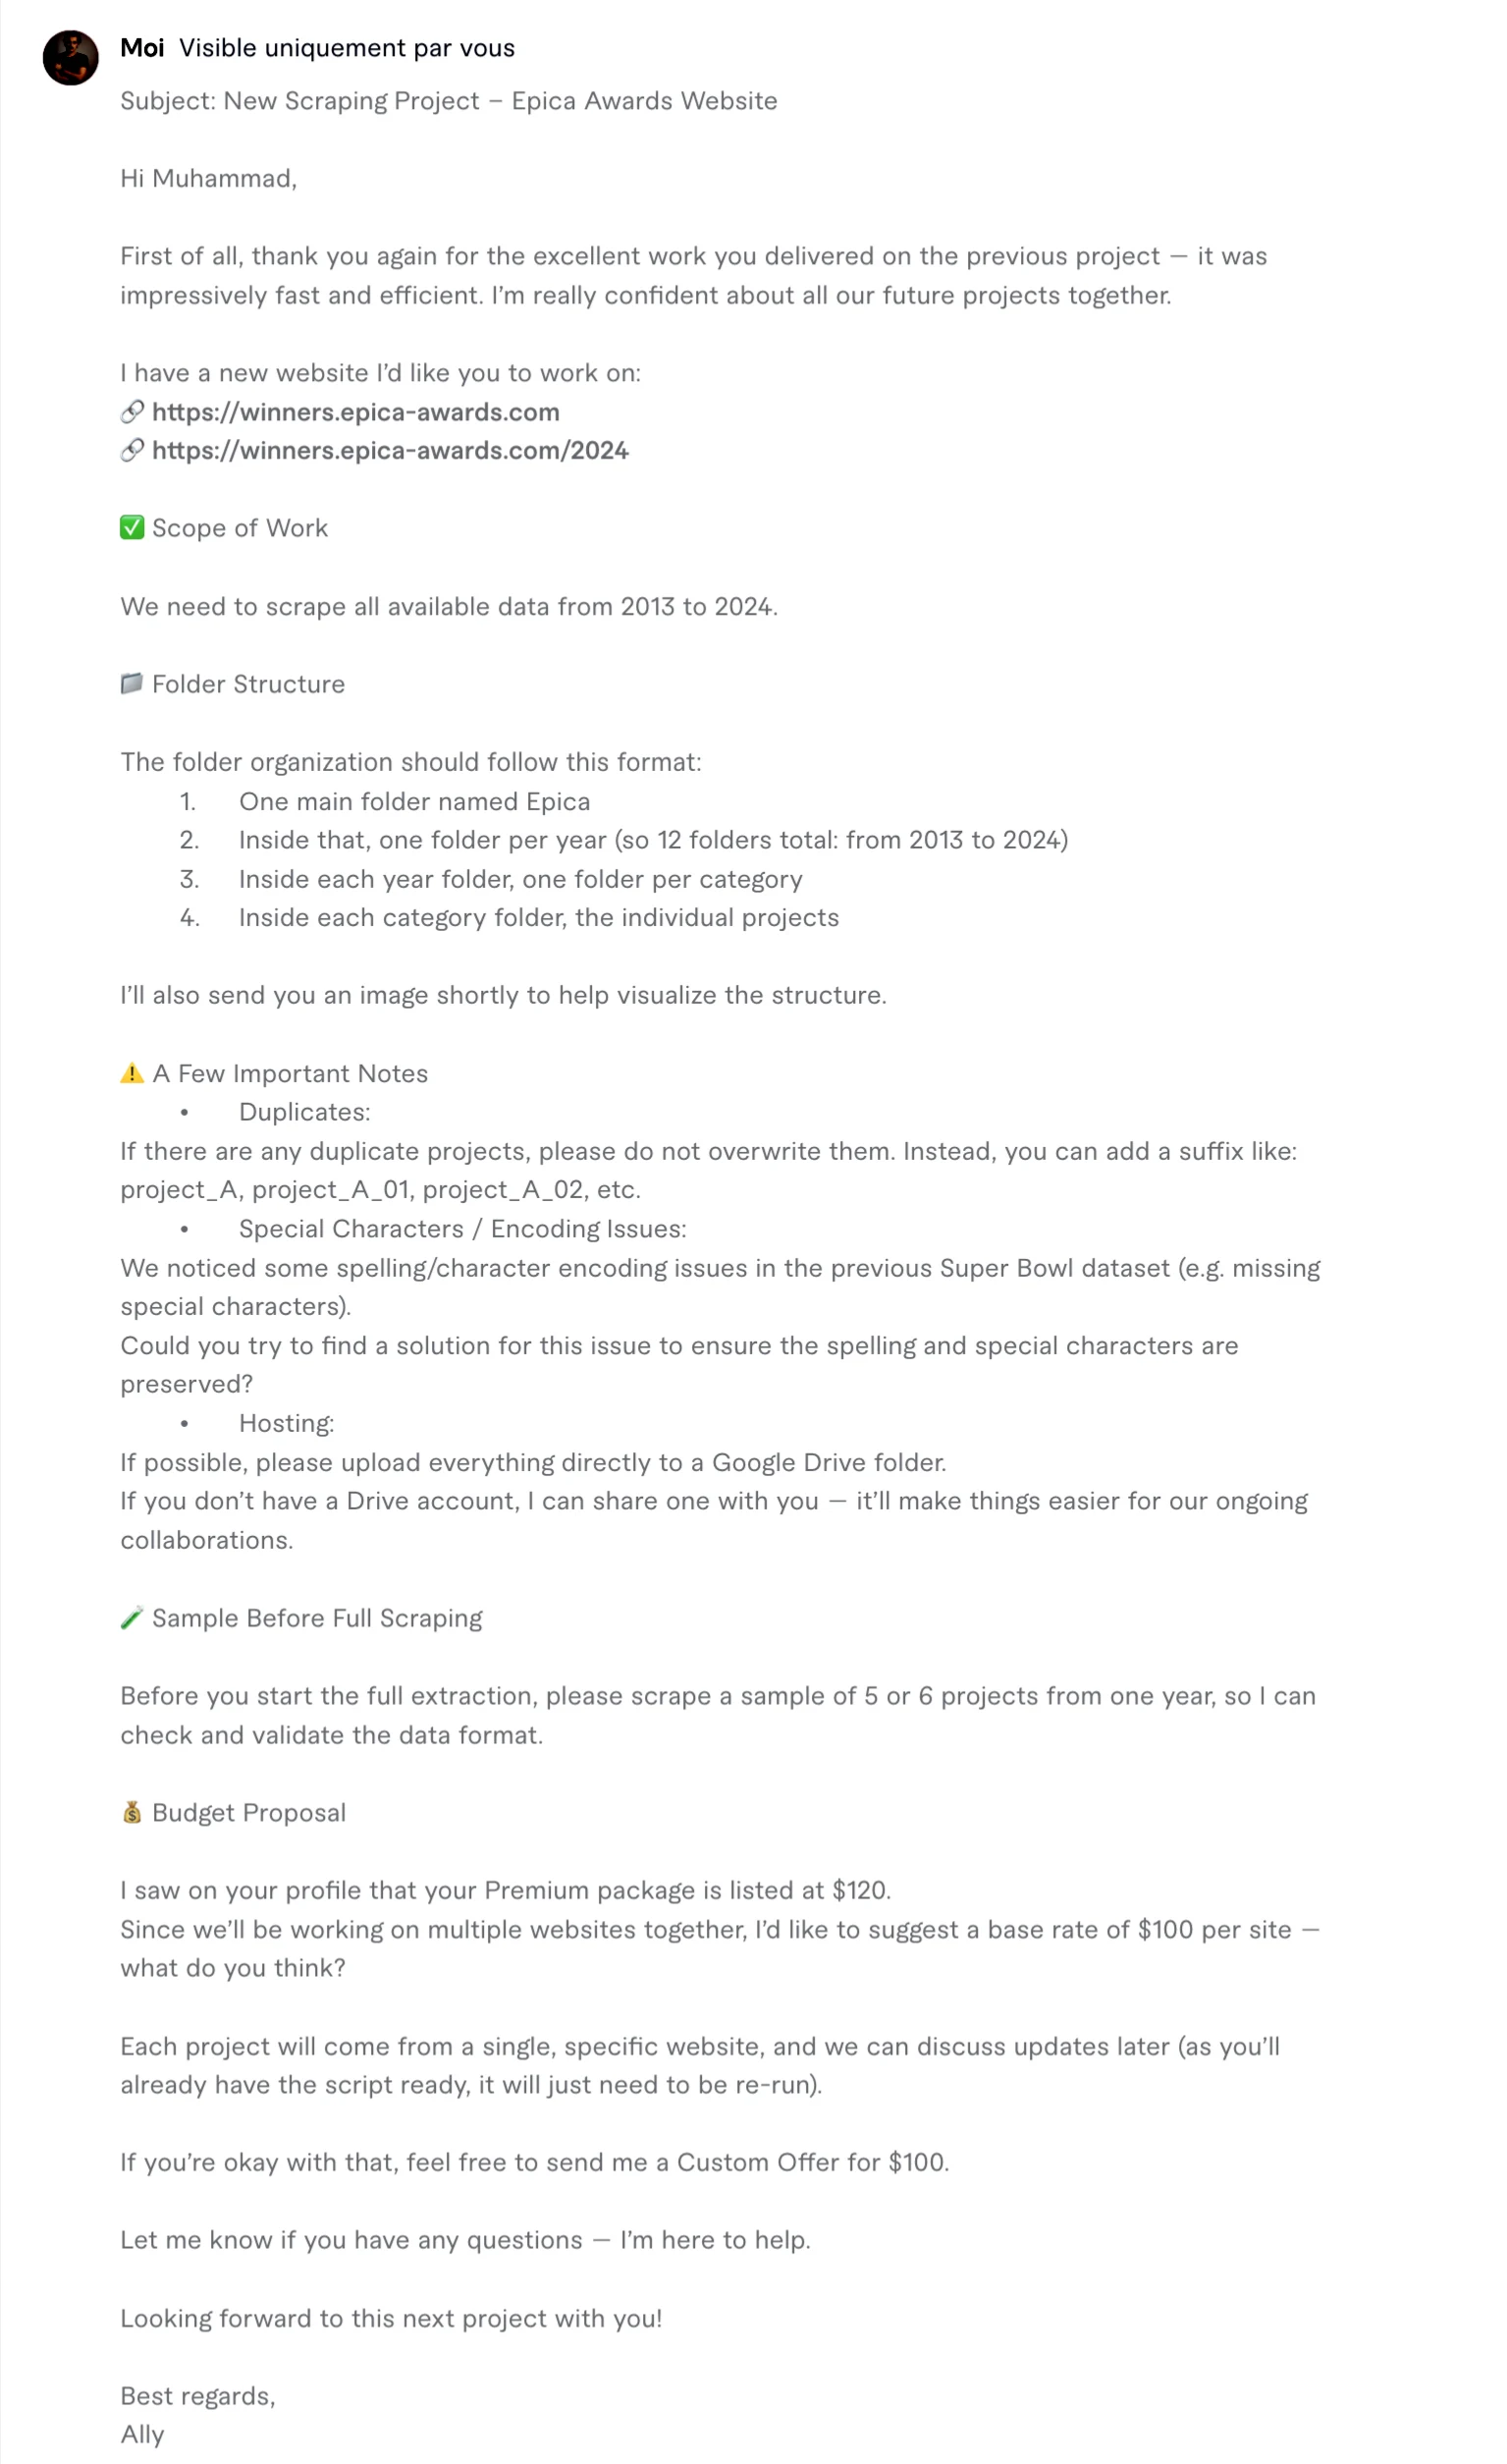 Moi Visible uniquement par vous
Subject: New Scraping Project – Epica Awards Website
Hi Muhammad,
First of all, thank you again for the excellent work you delivered on the previous project — it was
impressively fast and efficient. I’m really confident about all our future projects together.
I have a new website I’d like you to work on:
🔗 https://winners.epica-awards.com
🔗 https://winners.epica-awards.com/2024
✅ Scope of Work
We need to scrape all available data from 2013 to 2024.
📁 Folder Structure
The folder organization should follow this format:
1. One main folder named Epica
2. Inside that, one folder per year (so 12 folders total: from 2013 to 2024)
3. Inside each year folder, one folder per category
4. Inside each category folder, the individual projects
I’ll also send you an image shortly to help visualize the structure.
⚠️ A Few Important Notes
• Duplicates:
If there are any duplicate projects, please do not overwrite them. Instead, you can add a suffix like:
project_A, project_A_01, project_A_02, etc.
• Special Characters / Encoding Issues:
We noticed some spelling/character encoding issues in the previous Super Bowl dataset (e.g. missing
special characters).
Could you try to find a solution for this issue to ensure the spelling and special characters are
preserved?
• Hosting:
If possible, please upload everything directly to a Google Drive folder.
If you don’t have a Drive account, I can share one with you — it’ll make things easier for our ongoing
collaborations.
🧪 Sample Before Full Scraping
Before you start the full extraction, please scrape a sample of 5 or 6 projects from one year, so I can
check and validate the data format.
💰 Budget Proposal
I saw on your profile that your Premium package is listed at $120.
Since we’ll be working on multiple websites together, I’d like to suggest a base rate of $100 per site —
what do you think?
Each project will come from a single, specific website, and we can discuss updates later (as you’ll
already have the script ready, it will just need to be re-run).
If you’re okay with that, feel free to send me a Custom Offer for $100.
Let me know if you have any questions — I’m here to help.
Looking forward to this next project with you!
Best regards,
Ally